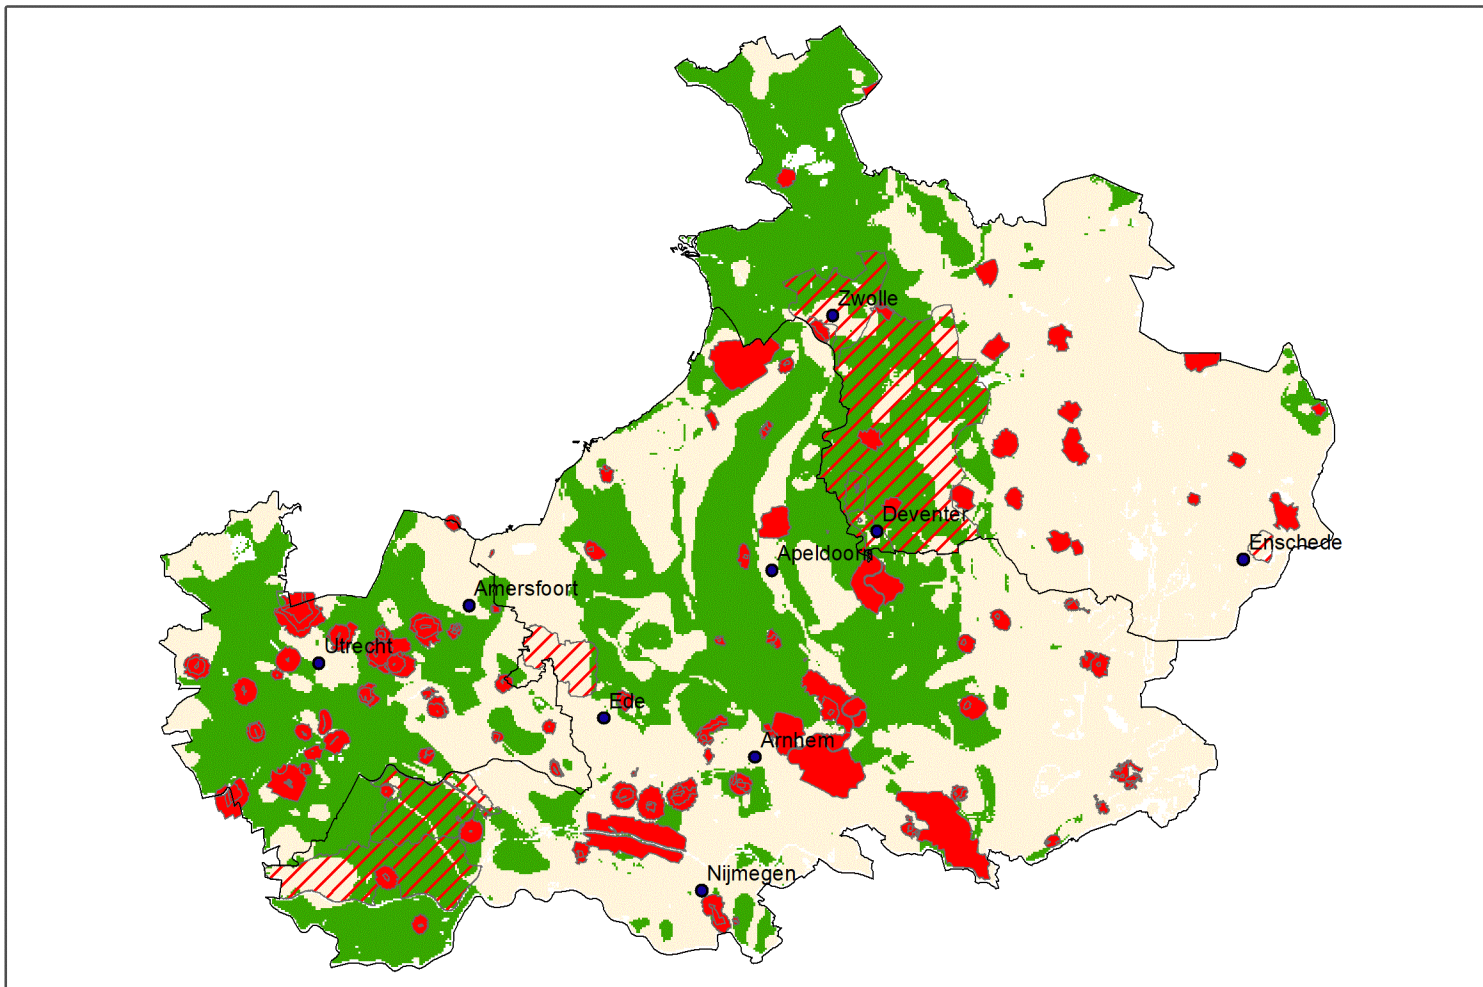 Zwolle
Deventer
Enschede
Apeldoorn
Amersfoort
Utrecht
Ede
Arnhem
Nijmegen